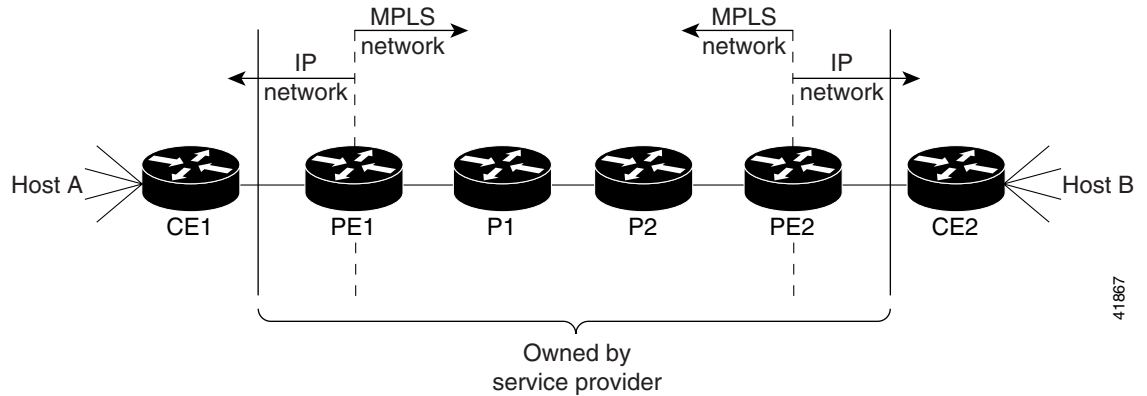 MPLS
network
MPLS
network
IP
network
IP
network
Host A
CE1
PE1
P1
P2
PE2
CE2
Host B
Owned by
service provider
41867